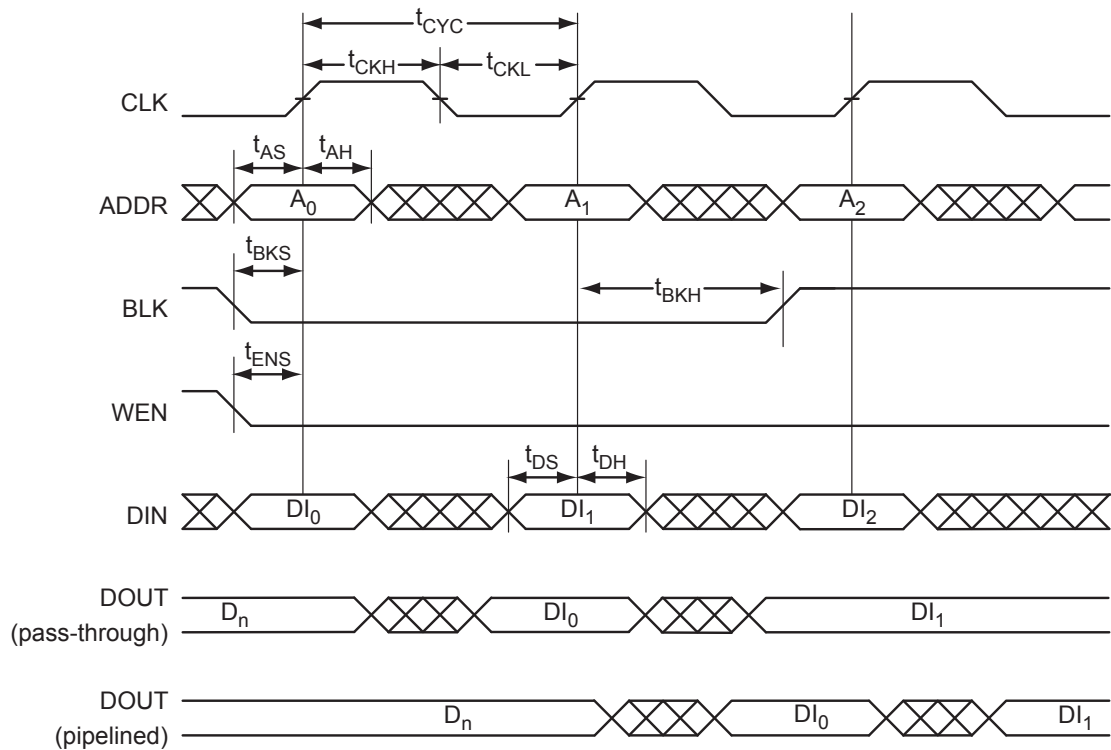 tCYC
tCKH tCKL
CLK
tAS tAH
ADDR A0 A1 A2
tBKS
tBKH
BLK
tENS
WEN
tDS tDH
DIN DI0 DI1 DI2
DOUT
(pass-through) Dn DI0 DI1
DOUT
(pipelined) Dn DI0 DI1